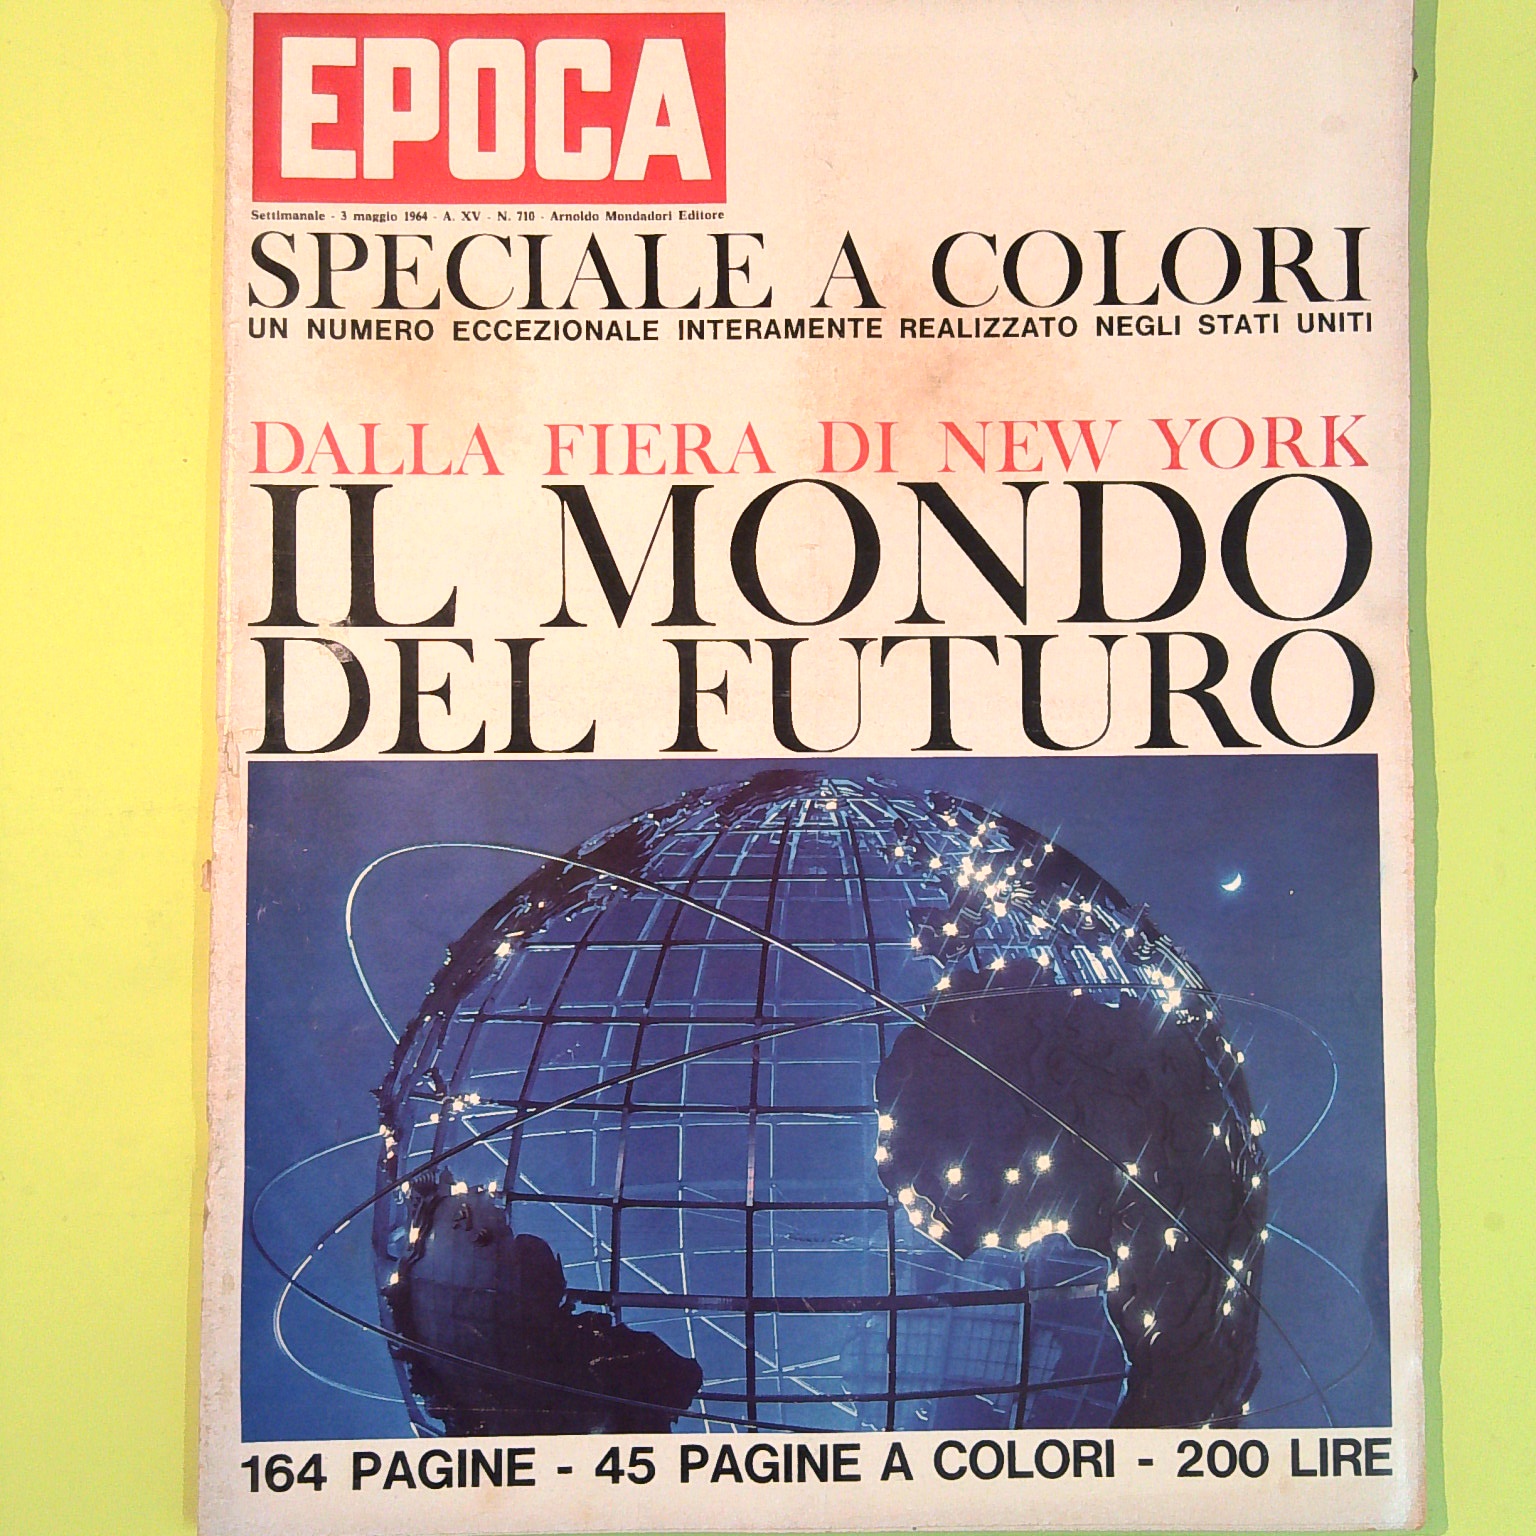 EPOCA
Settimanale - 3 maggio 1964 - A. XV - N. 710 - Arnoldo Mondadori Editore
SPECIALE A COLORI
UN NUMERO ECCEZIONALE INTERAMENTE REALIZZATO NEGLI STATI UNITI
DALLA FIERA DI NEW YORK
IL MONDO
DEL FUTURO
164 PAGINE - 45 PAGINE A COLORI - 200 LIRE